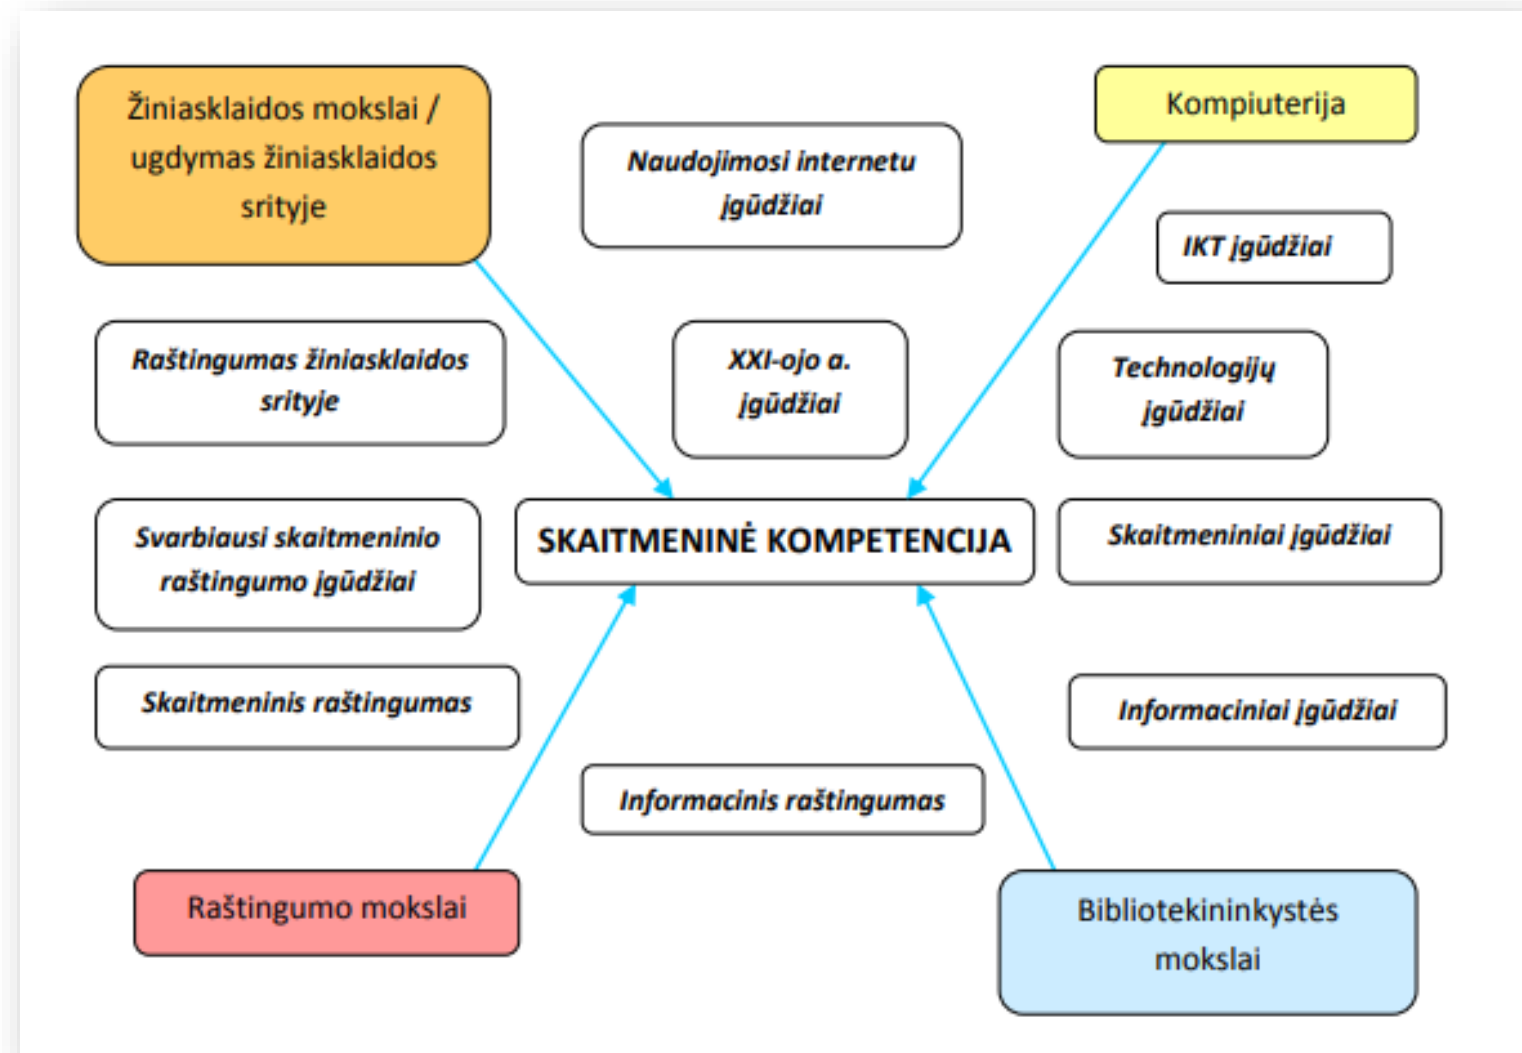 Žiniasklaidos mokslai /
ugdymas žiniasklaidos
srityje
Naudojimosi internetu
įgūdžiai
Kompiuterija
IKT įgūdžiai
Raštingumas žiniasklaidos
srityje
XXI-ojo a.
įgūdžiai
Technologijų
įgūdžiai
Svarbiausi skaitmeninio
raštingumo įgūdžiai
SKAITMENINĖ KOMPETENCIJA
Skaitmeniniai įgūdžiai
Skaitmeninis raštingumas
Informaciniai įgūdžiai
Informacinis raštingumas
Raštingumo mokslai
Bibliotekininkystės
mokslai